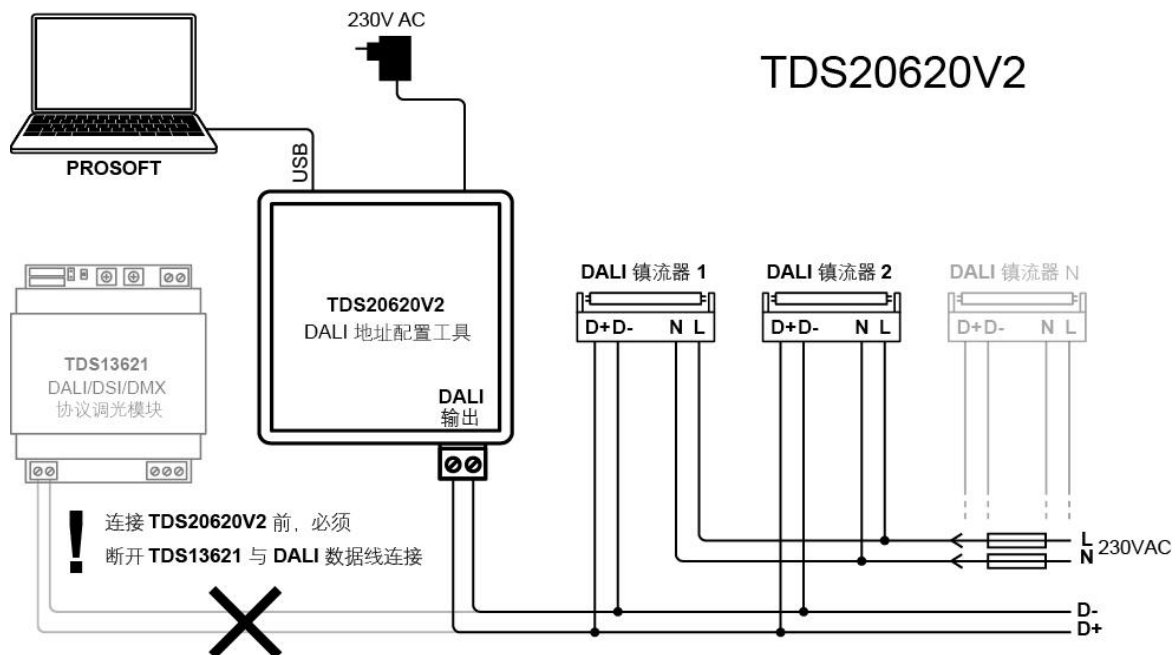 230V AC
TDS20620V2
PROSOFT
USB
TDS20620V2
DALI 地址配置工具
DALI
输出
TDS13621
DALI/DSI/DMX
协议调光模块
DALI 镇流器 1
D+D- N L
DALI 镇流器 2
D+D- N L
DALI 镇流器 N
D+D- N L
! 连接 TDS20620V2 前，必须
断开 TDS13621 与 DALI 数据线连接
L
N
230VAC
D-
D+